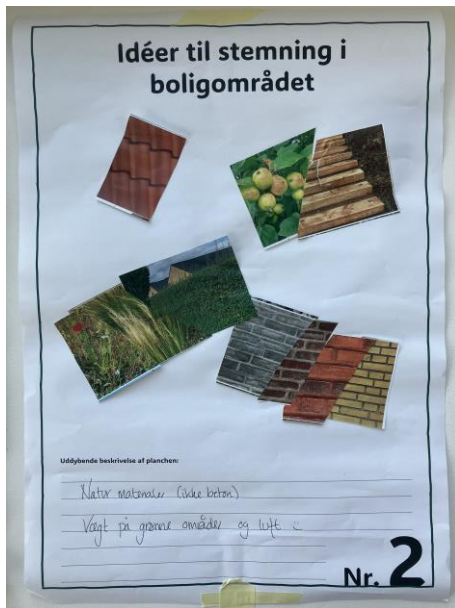 Idéer til stemning i
boligområdet
Uddybende beskrivelse af planchen:
Natur materialer (ikke beton)
Vægt på grønne områder og luft :)
Nr. 2